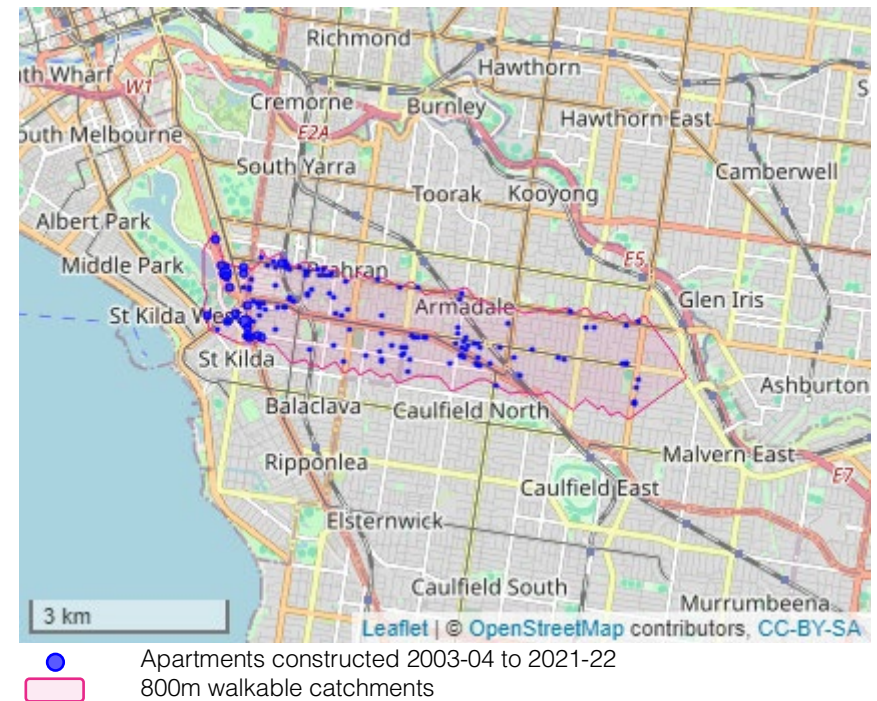 Richmond
Hawthorn
th Wharf
W1
Cremorne
Burnley
E2A
Hawthorn East
outh Melbourne
South Yarra
Camberwell
Toorak
Kooyong
Albert Park
Middle Park
Prahran
E5
Glen Iris
Armadale
St Kilda Wes
St Kilda
Ashburton
Balaclava
Caulfield North
Malvern East
Ripponlea
E7
Caulfield East
Elsternwick
Caulfield South
Murrumbeena
3 km
Leaflet | © OpenStreetMap contributors, CC-BY-SA
Apartments constructed 2003-04 to 2021-22
800m walkable catchments